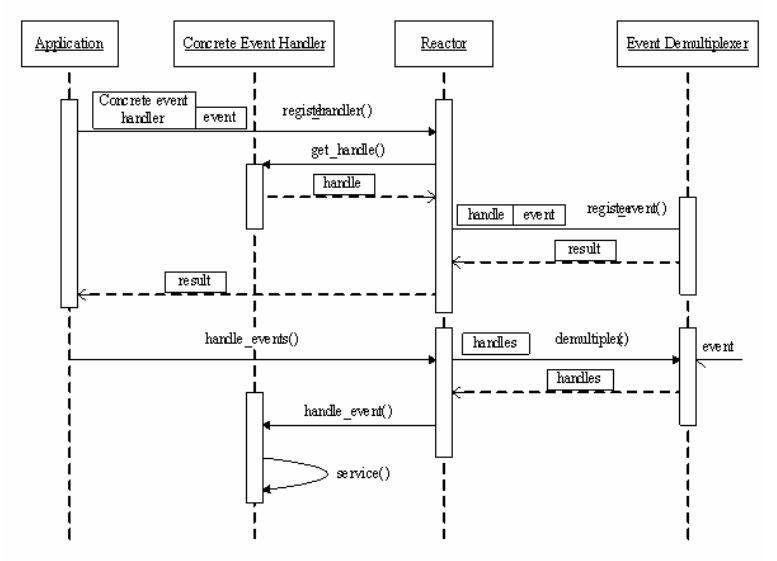 Application
Concrete Event Handler
Reactor
Event Demultiplexer
Concrete event
handler
event
register_handler()
get_handle()
handle
handle
event
register_event()
result
result
handle_events()
handles
demultiplex()
event
handles
handle_event()
service()